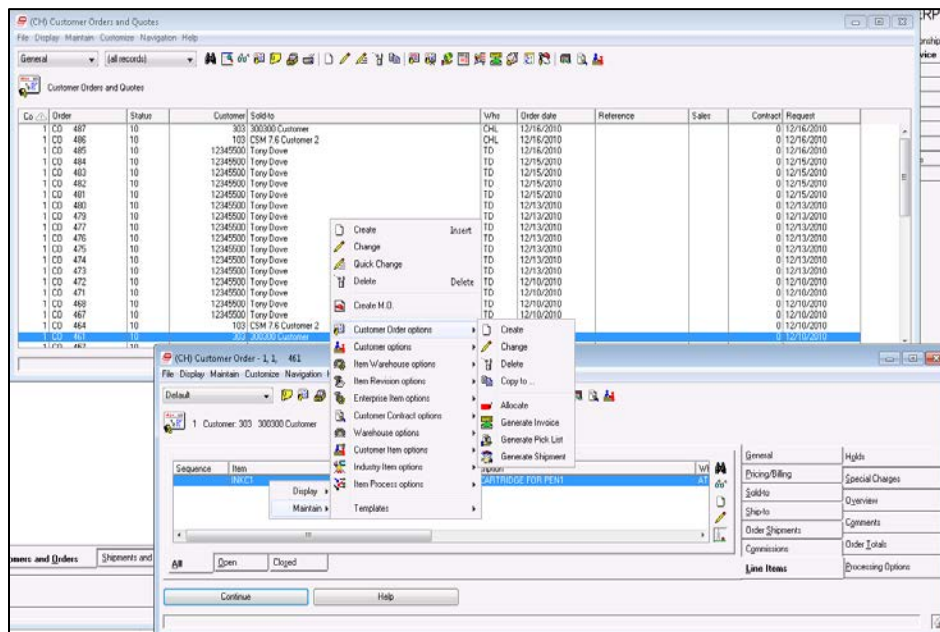 (CH) Customer Orders and Quotes
File Display Maintain Customize Navigation Help
General (all records)
Customer Orders and Quotes
Co Order Status Customer Sold-to Who Order date Reference Sales Contract Request
1 CO 487 10 303 300300 Customer CHL 12/16/2010 0 12/16/2010
1 CO 486 10 103 CSM 7.6 Customer 2 CHL 12/16/2010 0 12/16/2010
1 CO 485 10 12345500 Tony Dove TD 12/16/2010 0 12/16/2010
1 CO 484 10 12345500 Tony Dove TD 12/15/2010 0 12/15/2010
1 CO 483 10 12345500 Tony Dove TD 12/15/2010 0 12/15/2010
1 CO 482 10 12345500 Tony Dove TD 12/15/2010 0 12/15/2010
1 CO 481 10 12345500 Tony Dove TD 12/15/2010 0 12/15/2010
1 CO 480 10 12345500 Tony Dove TD 12/13/2010 0 12/13/2010
1 CO 479 10 12345500 Tony Dove TD 12/13/2010 0 12/13/2010
1 CO 477 10 12345500 Tony Dove TD 12/13/2010 0 12/13/2010
1 CO 476 10 12345500 Tony Dove TD 12/13/2010 0 12/13/2010
1 CO 475 10 12345500 Tony Dove TD 12/13/2010 0 12/13/2010
1 CO 474 10 12345500 Tony Dove TD 12/13/2010 0 12/13/2010
1 CO 473 10 12345500 Tony Dove TD 12/13/2010 0 12/13/2010
1 CO 472 10 12345500 Tony Dove TD 12/10/2010 0 12/10/2010
1 CO 471 10 12345500 Tony Dove TD 12/10/2010 0 12/10/2010
1 CO 468 10 12345500 Tony Dove TD 12/10/2010 0 12/10/2010
1 CO 467 10 12345500 Tony Dove TD 12/10/2010 0 12/10/2010
1 CO 464 10 103 CSM 7.6 Customer 2 0 12/10/2010
1 CO 461 10 303 300300 Customer 0 12/10/2010
Create Insert
Change
Quick Change
Delete Delete
Create M.O.
Customer Order options
Customer options
Item Warehouse options
Item Revision options
Enterprise Item options
Customer Contract options
Warehouse options
Customer Item options
Industry Item options
Item Process options
Templates
Create
Change
Delete
Copy to ...
Allocate
Generate Invoice
Generate Pick List
Generate Shipment
(CH) Customer Order - 1, 1, 461
File Display Maintain Customize Navigation
Default
1 Customer: 303 300300 Customer
Sequence Item
INKC1 CARTRIDGE FOR PEN1 AT
Display
Maintain
All Open Closed
Continue Help
General
Pricing/Billing
Sold-to
Ship-to
Order Shipments
Commissions
Line Items
Holds
Special Charges
Overview
Comments
Order Totals
Processing Options
and Orders Shipments and